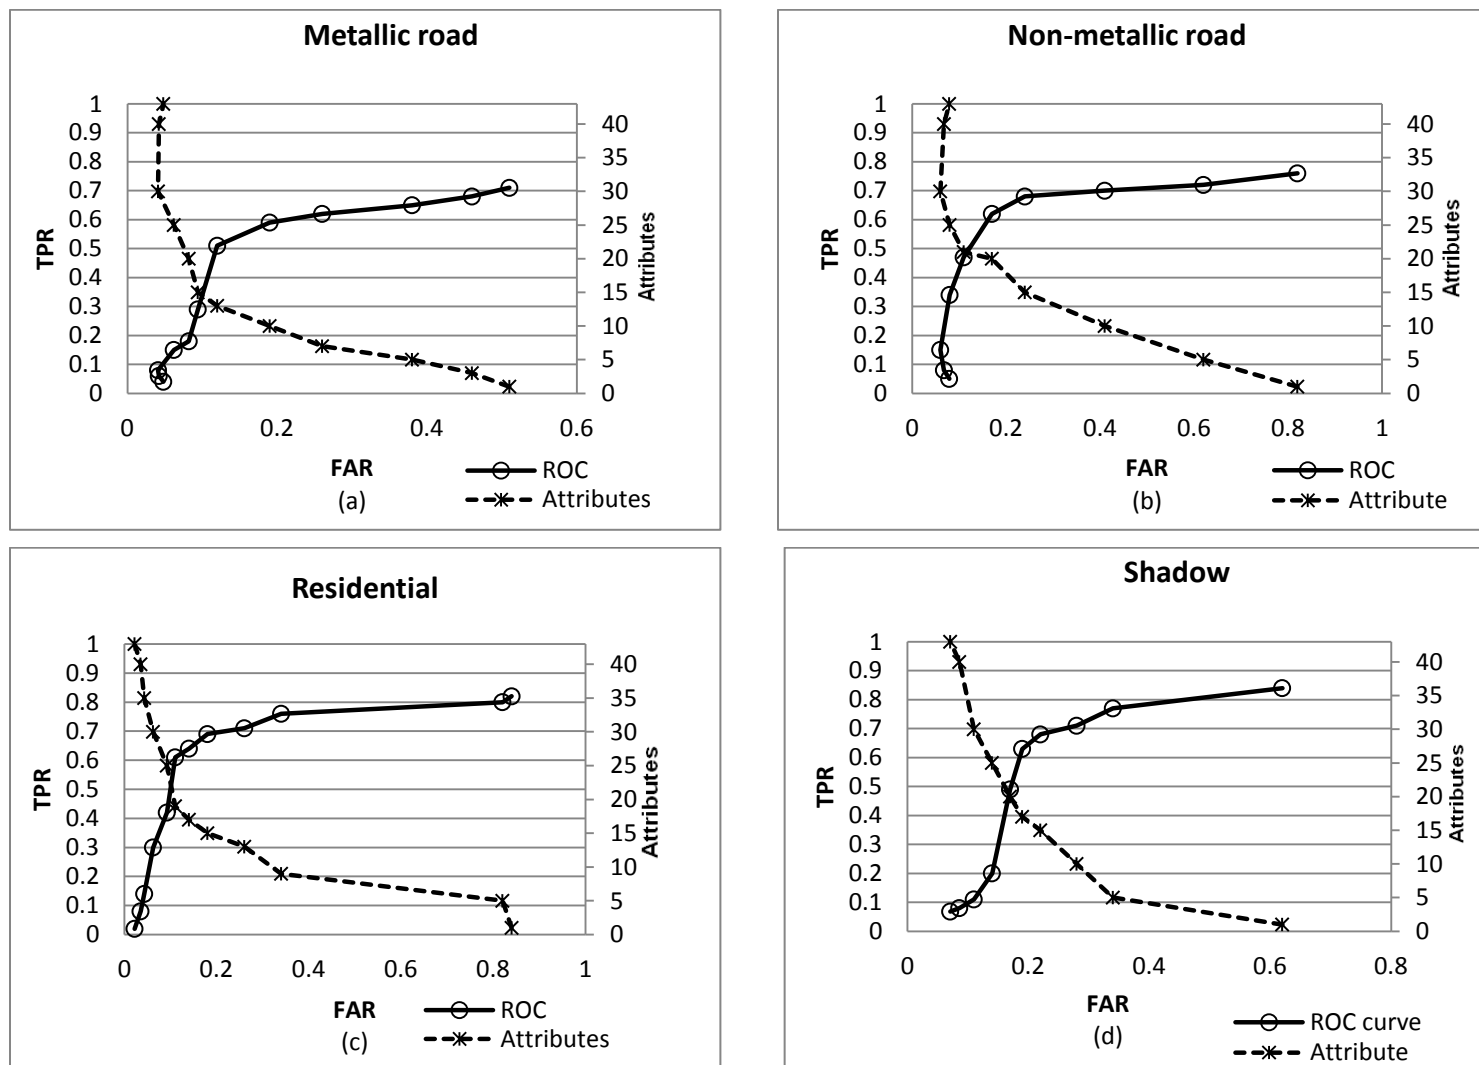 Metallic road
1
0.9
0.8
0.7
0.6
0.5
0.4
0.3
0.2
0.1
0
TPR
40
35
30
25
20
15
10
5
0
Attributes
0 0.2 0.4 0.6
FAR
(a)
ROC
Attributes
Non-metallic road
1
0.9
0.8
0.7
0.6
0.5
0.4
0.3
0.2
0.1
0
TPR
40
35
30
25
20
15
10
5
0
Attributes
0 0.2 0.4 0.6 0.8 1
FAR
(b)
ROC
Attribute
Residential
1
0.9
0.8
0.7
0.6
0.5
0.4
0.3
0.2
0.1
0
TPR
40
35
30
25
20
15
10
5
0
Attributes
0 0.2 0.4 0.6 0.8 1
FAR
(c)
ROC
Attributes
Shadow
1
0.9
0.8
0.7
0.6
0.5
0.4
0.3
0.2
0.1
0
TPR
40
35
30
25
20
15
10
5
0
Attributes
0 0.2 0.4 0.6 0.8
FAR
(d)
ROC curve
Attribute